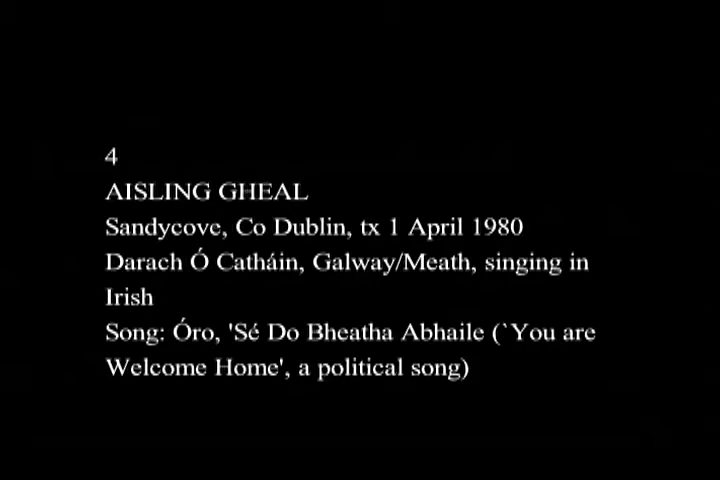 4
AISLING GHEAL
Sandycove, Co Dublin, tx 1 April 1980
Darach Ó Catháin, Galway/Meath, singing in
Irish
Song: Óro, 'Sé Do Bheatha Abhaile (`You are
Welcome Home', a political song)